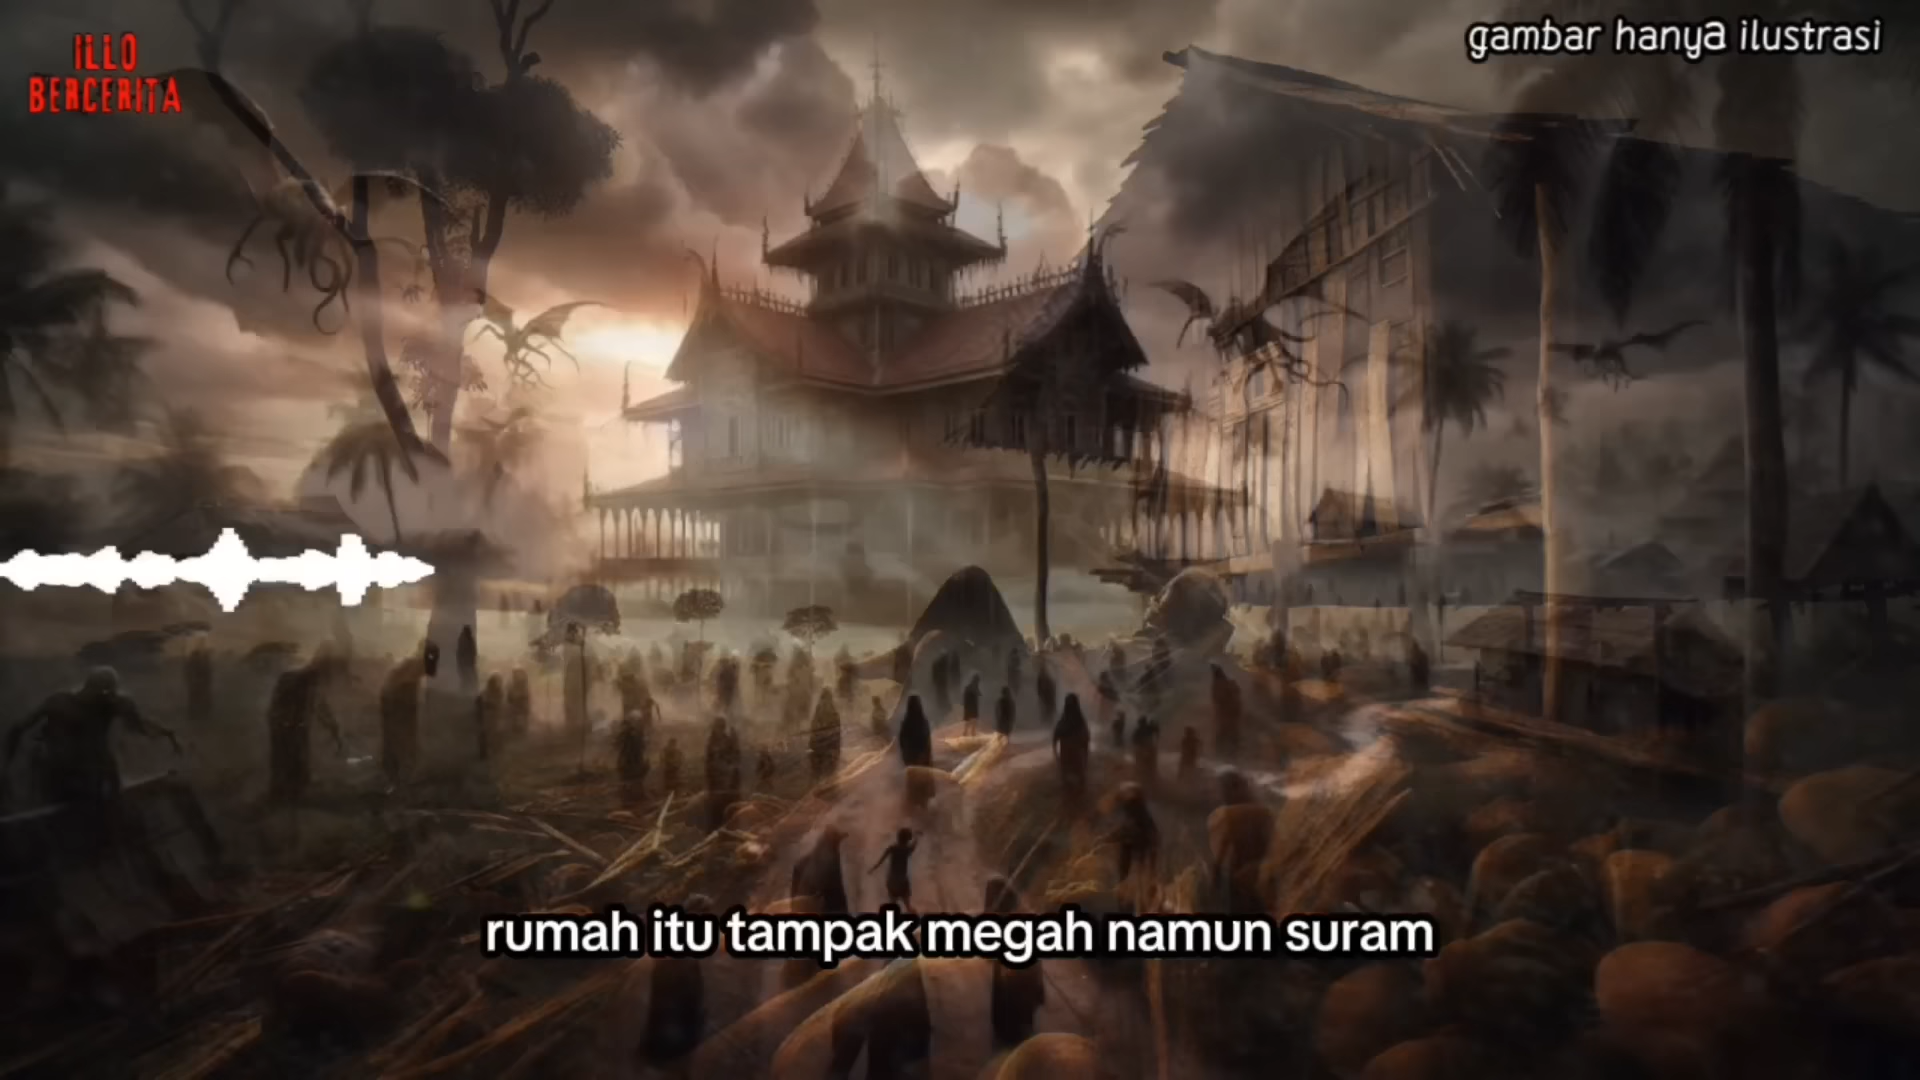 ILLO
BERCERITA
gambar hanya ilustrasi
rumah itu tampak megah namun suram